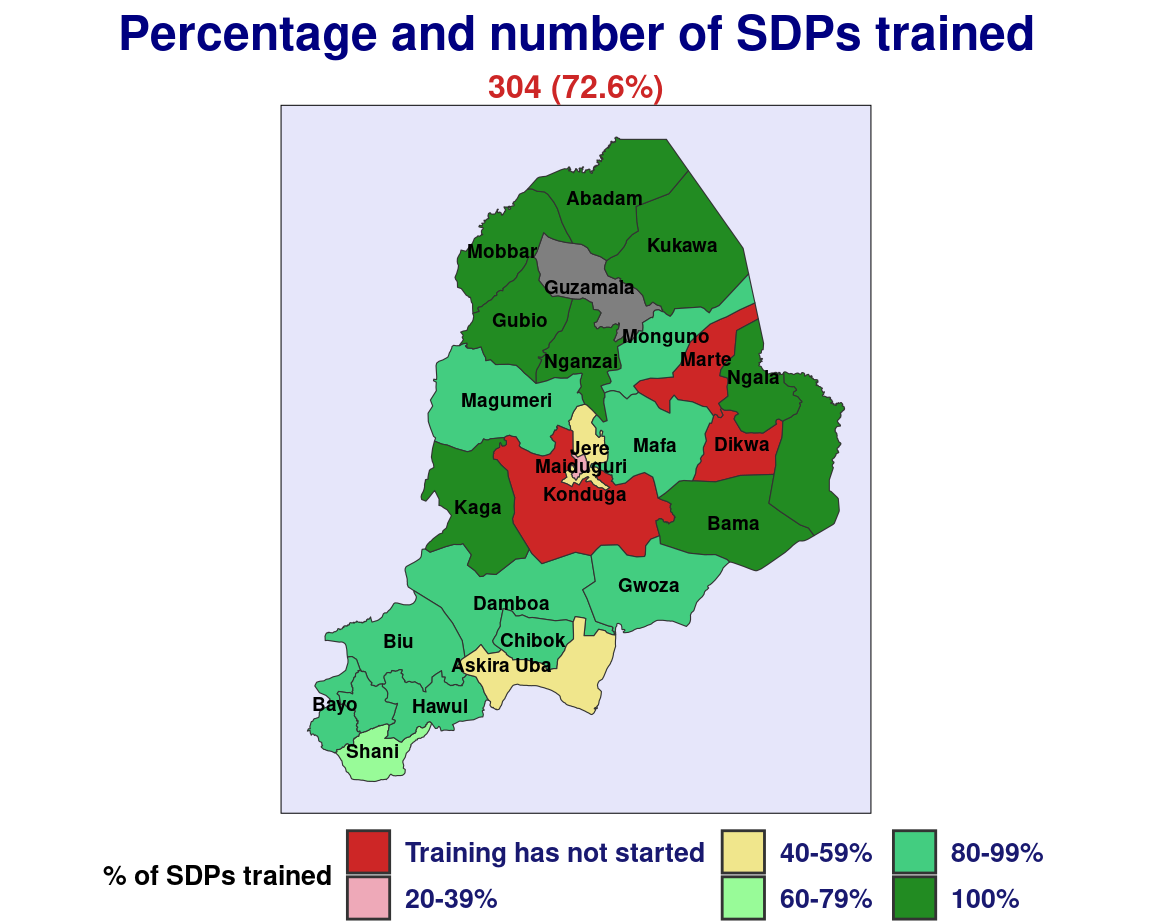 Percentage and number of SDPs trained
304 (72.6%)
Abadam
Kukawa
Mobbar
Guzamala
Gubio
Monguno
Nganzai
Marte
Ngala
Magumeri
Jere
Mafa
Dikwa
Maiduguri
Konduga
Kaga
Bama
Gwoza
Damboa
Biu
Chibok
Askira Uba
Bayo
Hawul
Shani
% of SDPs trained
Training has not started
20-39%
40-59%
60-79%
80-99%
100%